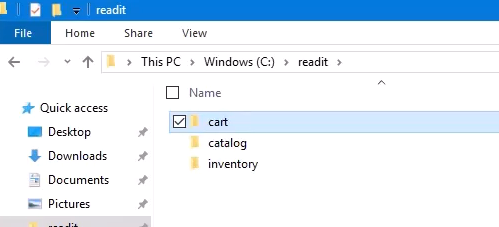 readit
File Home Share View
This PC Windows (C:) readit
Name
Quick access
cart
Desktop
catalog
Downloads
inventory
Documents
Pictures
readit